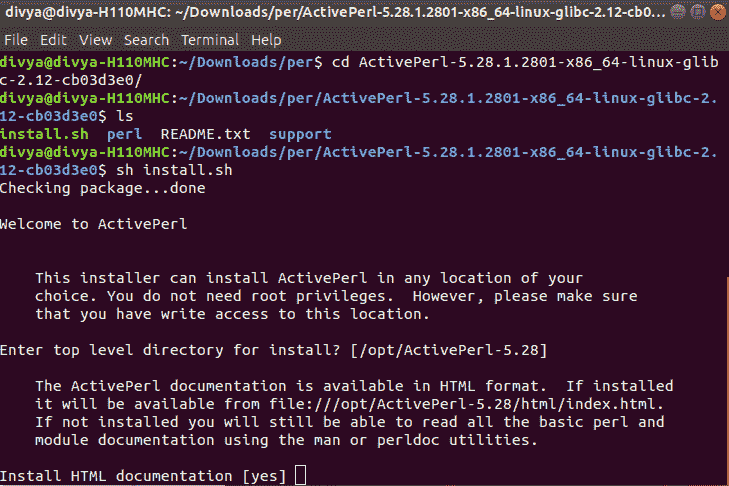 divya@divya-H110MHC: ~/Downloads/per/ActivePerl-5.28.1.2801-x86_64-linux-glibc-2.12-cb0...
File Edit View Search Terminal Help
divya@divya-H110MHC:~/Downloads/per$ cd ActivePerl-5.28.1.2801-x86_64-linux-glib
c-2.12-cb03d3e0/
divya@divya-H110MHC:~/Downloads/per/ActivePerl-5.28.1.2801-x86_64-linux-glibc-2.
12-cb03d3e0$ ls
install.sh perl README.txt support
divya@divya-H110MHC:~/Downloads/per/ActivePerl-5.28.1.2801-x86_64-linux-glibc-2.
12-cb03d3e0$ sh install.sh
Checking package...done
Welcome to ActivePerl
This installer can install ActivePerl in any location of your
choice. You do not need root privileges. However, please make sure
that you have write access to this location.
Enter top level directory for install? [/opt/ActivePerl-5.28]
The ActivePerl documentation is available in HTML format. If installed
it will be available from file:///opt/ActivePerl-5.28/html/index.html.
If not installed you will still be able to read all the basic perl and
module documentation using the man or perldoc utilities.
Install HTML documentation [yes]